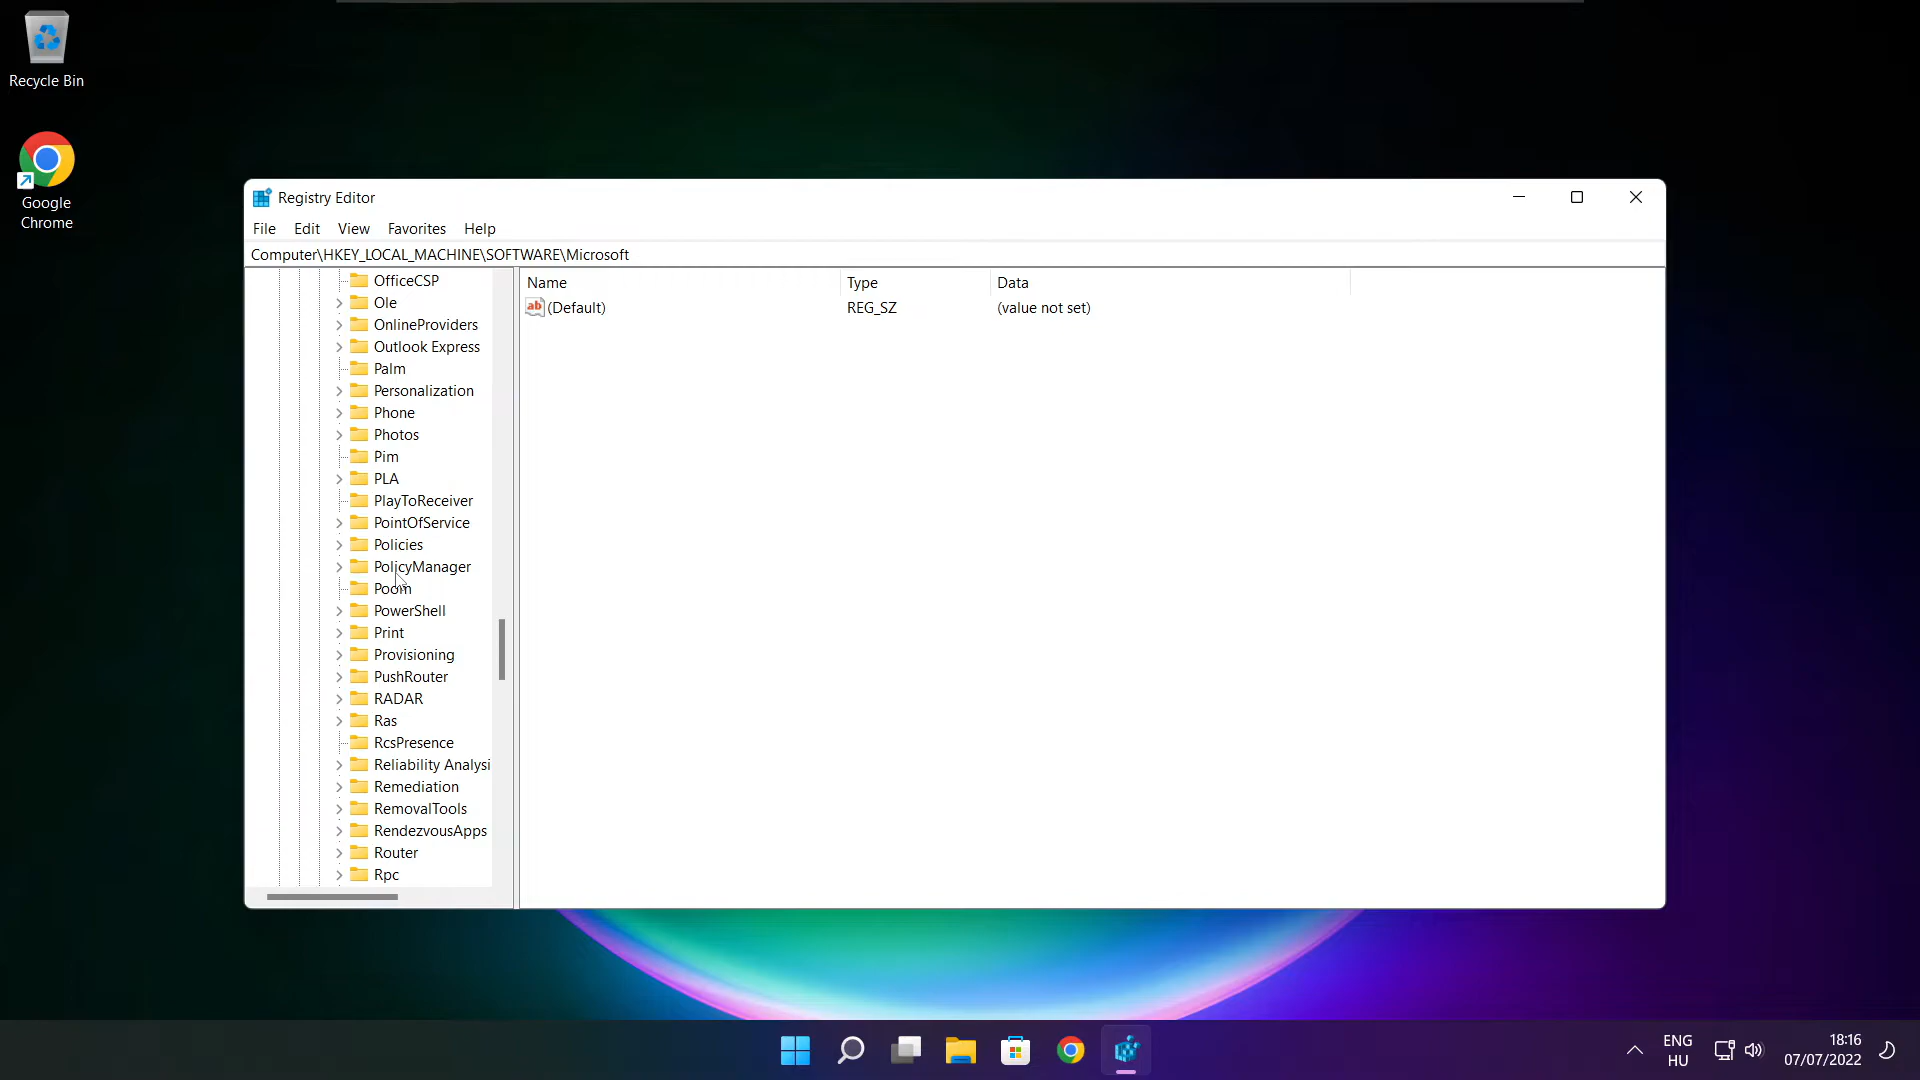 Recycle Bin
Google
Chrome
Registry Editor
File Edit View Favorites Help
Computer\HKEY_LOCAL_MACHINE\SOFTWARE\Microsoft
OfficeCSP
Ole
OnlineProviders
Outlook Express
Palm
Personalization
Phone
Photos
Pim
PLA
PlayToReceiver
PointOfService
Policies
PolicyManager
Poom
PowerShell
Print
Provisioning
PushRouter
RADAR
Ras
RcsPresence
Reliability Analysi
Remediation
RemovalTools
RendezvousApps
Router
Rpc
Name Type Data
ab (Default) REG_SZ (value not set)
ENG
HU
18:16
07/07/2022